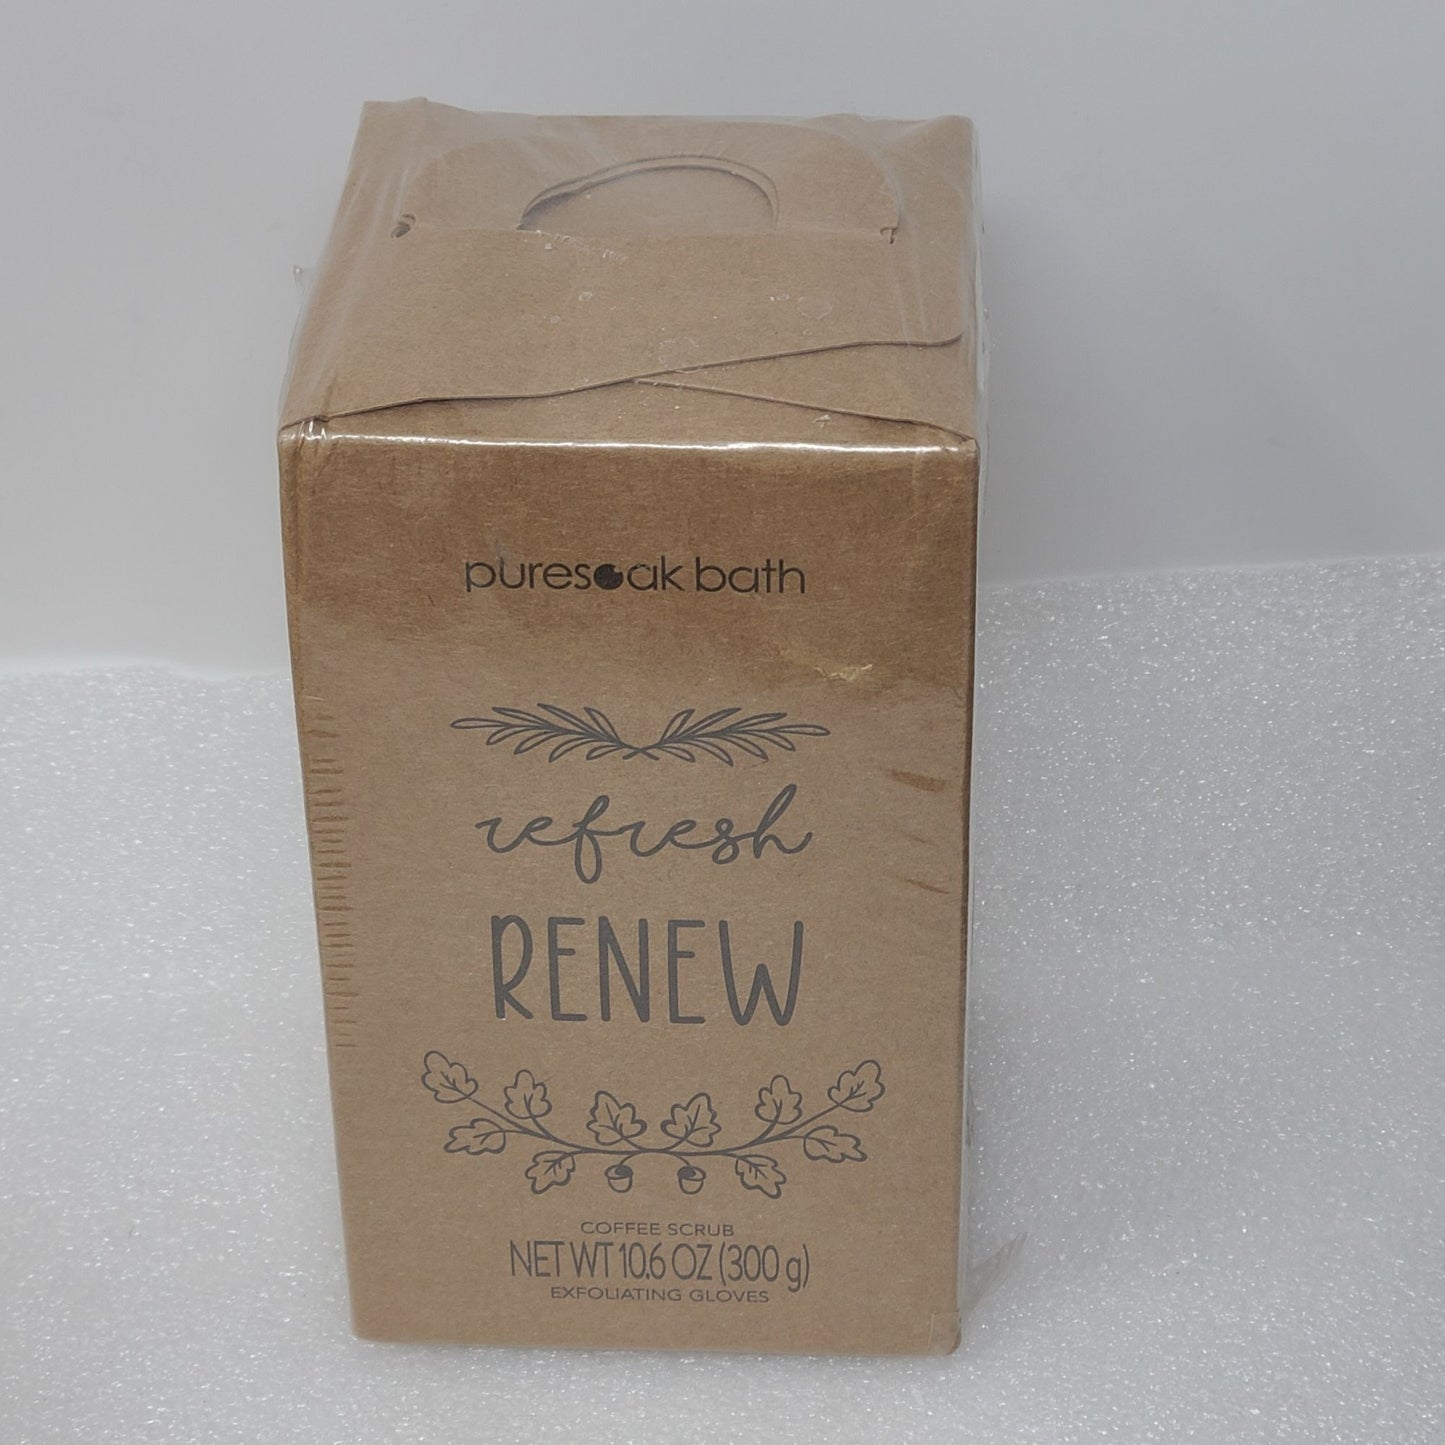 puresoak bath
refresh
RENEW
COFFEE SCRUB
NET WT 10.6 OZ (300 g)
EXFOLIATING GLOVES